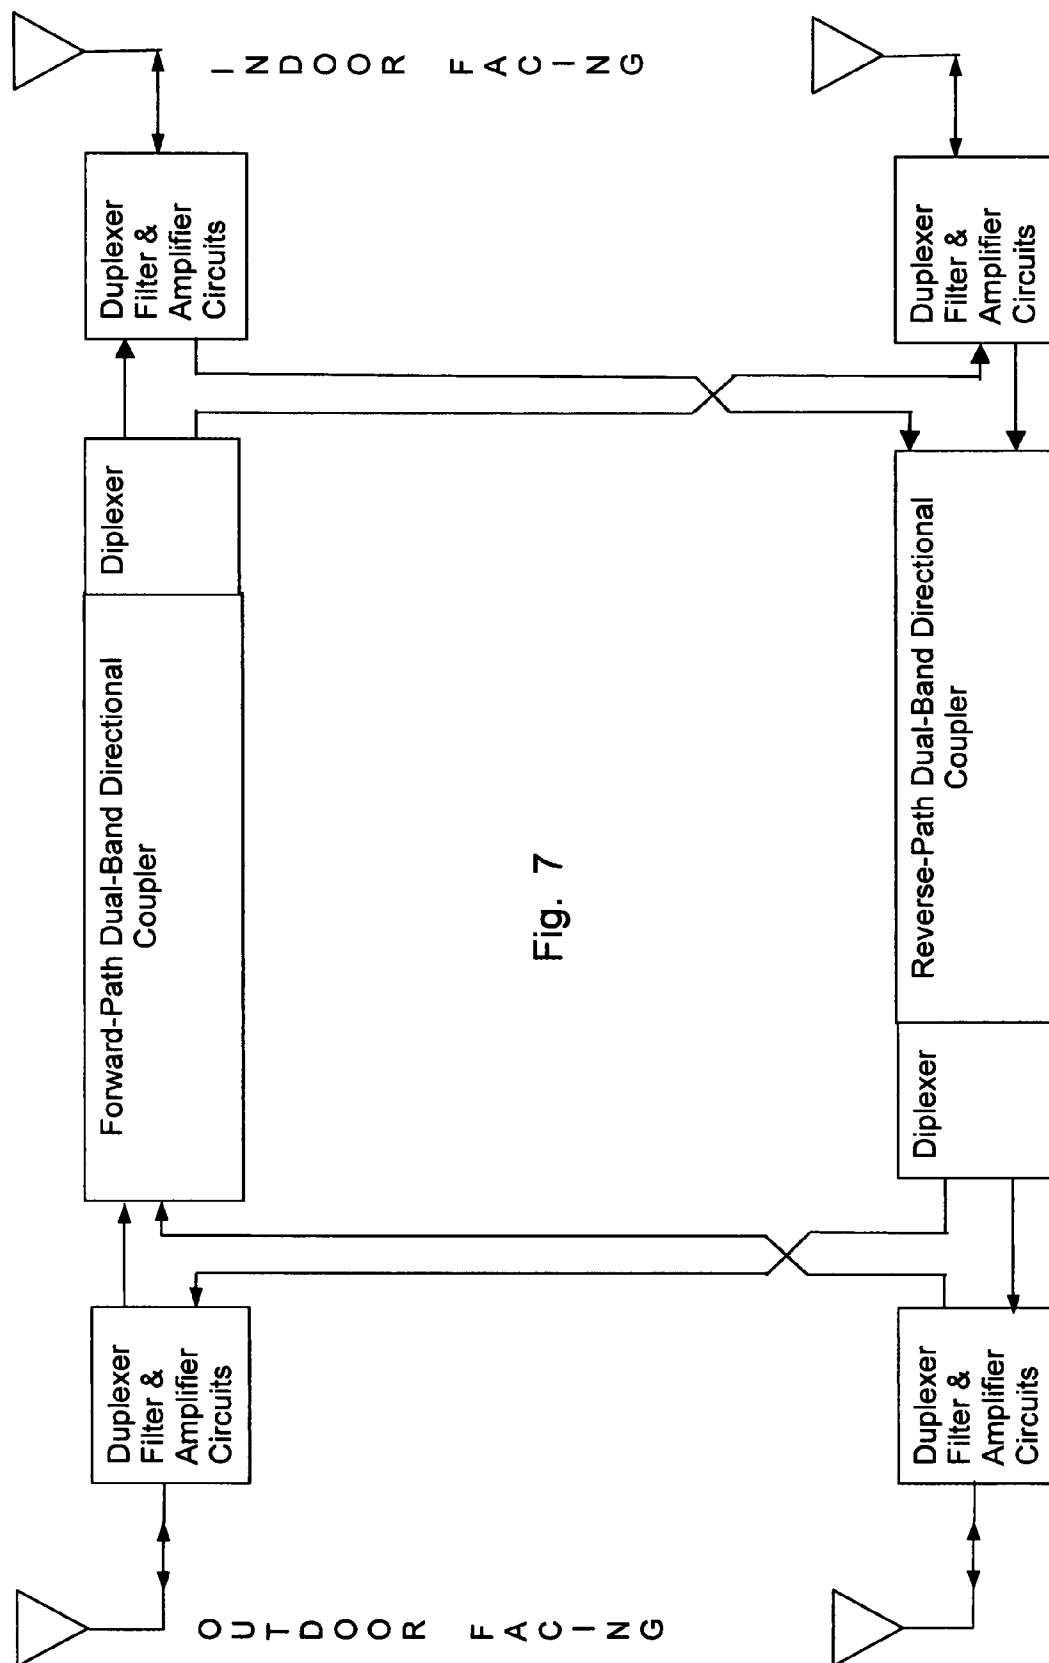 OUTDOOR FACING
Duplexer
Filter &
Amplifier
Circuits
Forward-Path Dual-Band Directional
Coupler
Diplexer
Duplexer
Filter &
Amplifier
Circuits
INDOOR FACING
Fig. 7
Duplexer
Filter &
Amplifier
Circuits
Diplexer
Reverse-Path Dual-Band Directional
Coupler
Duplexer
Filter &
Amplifier
Circuits